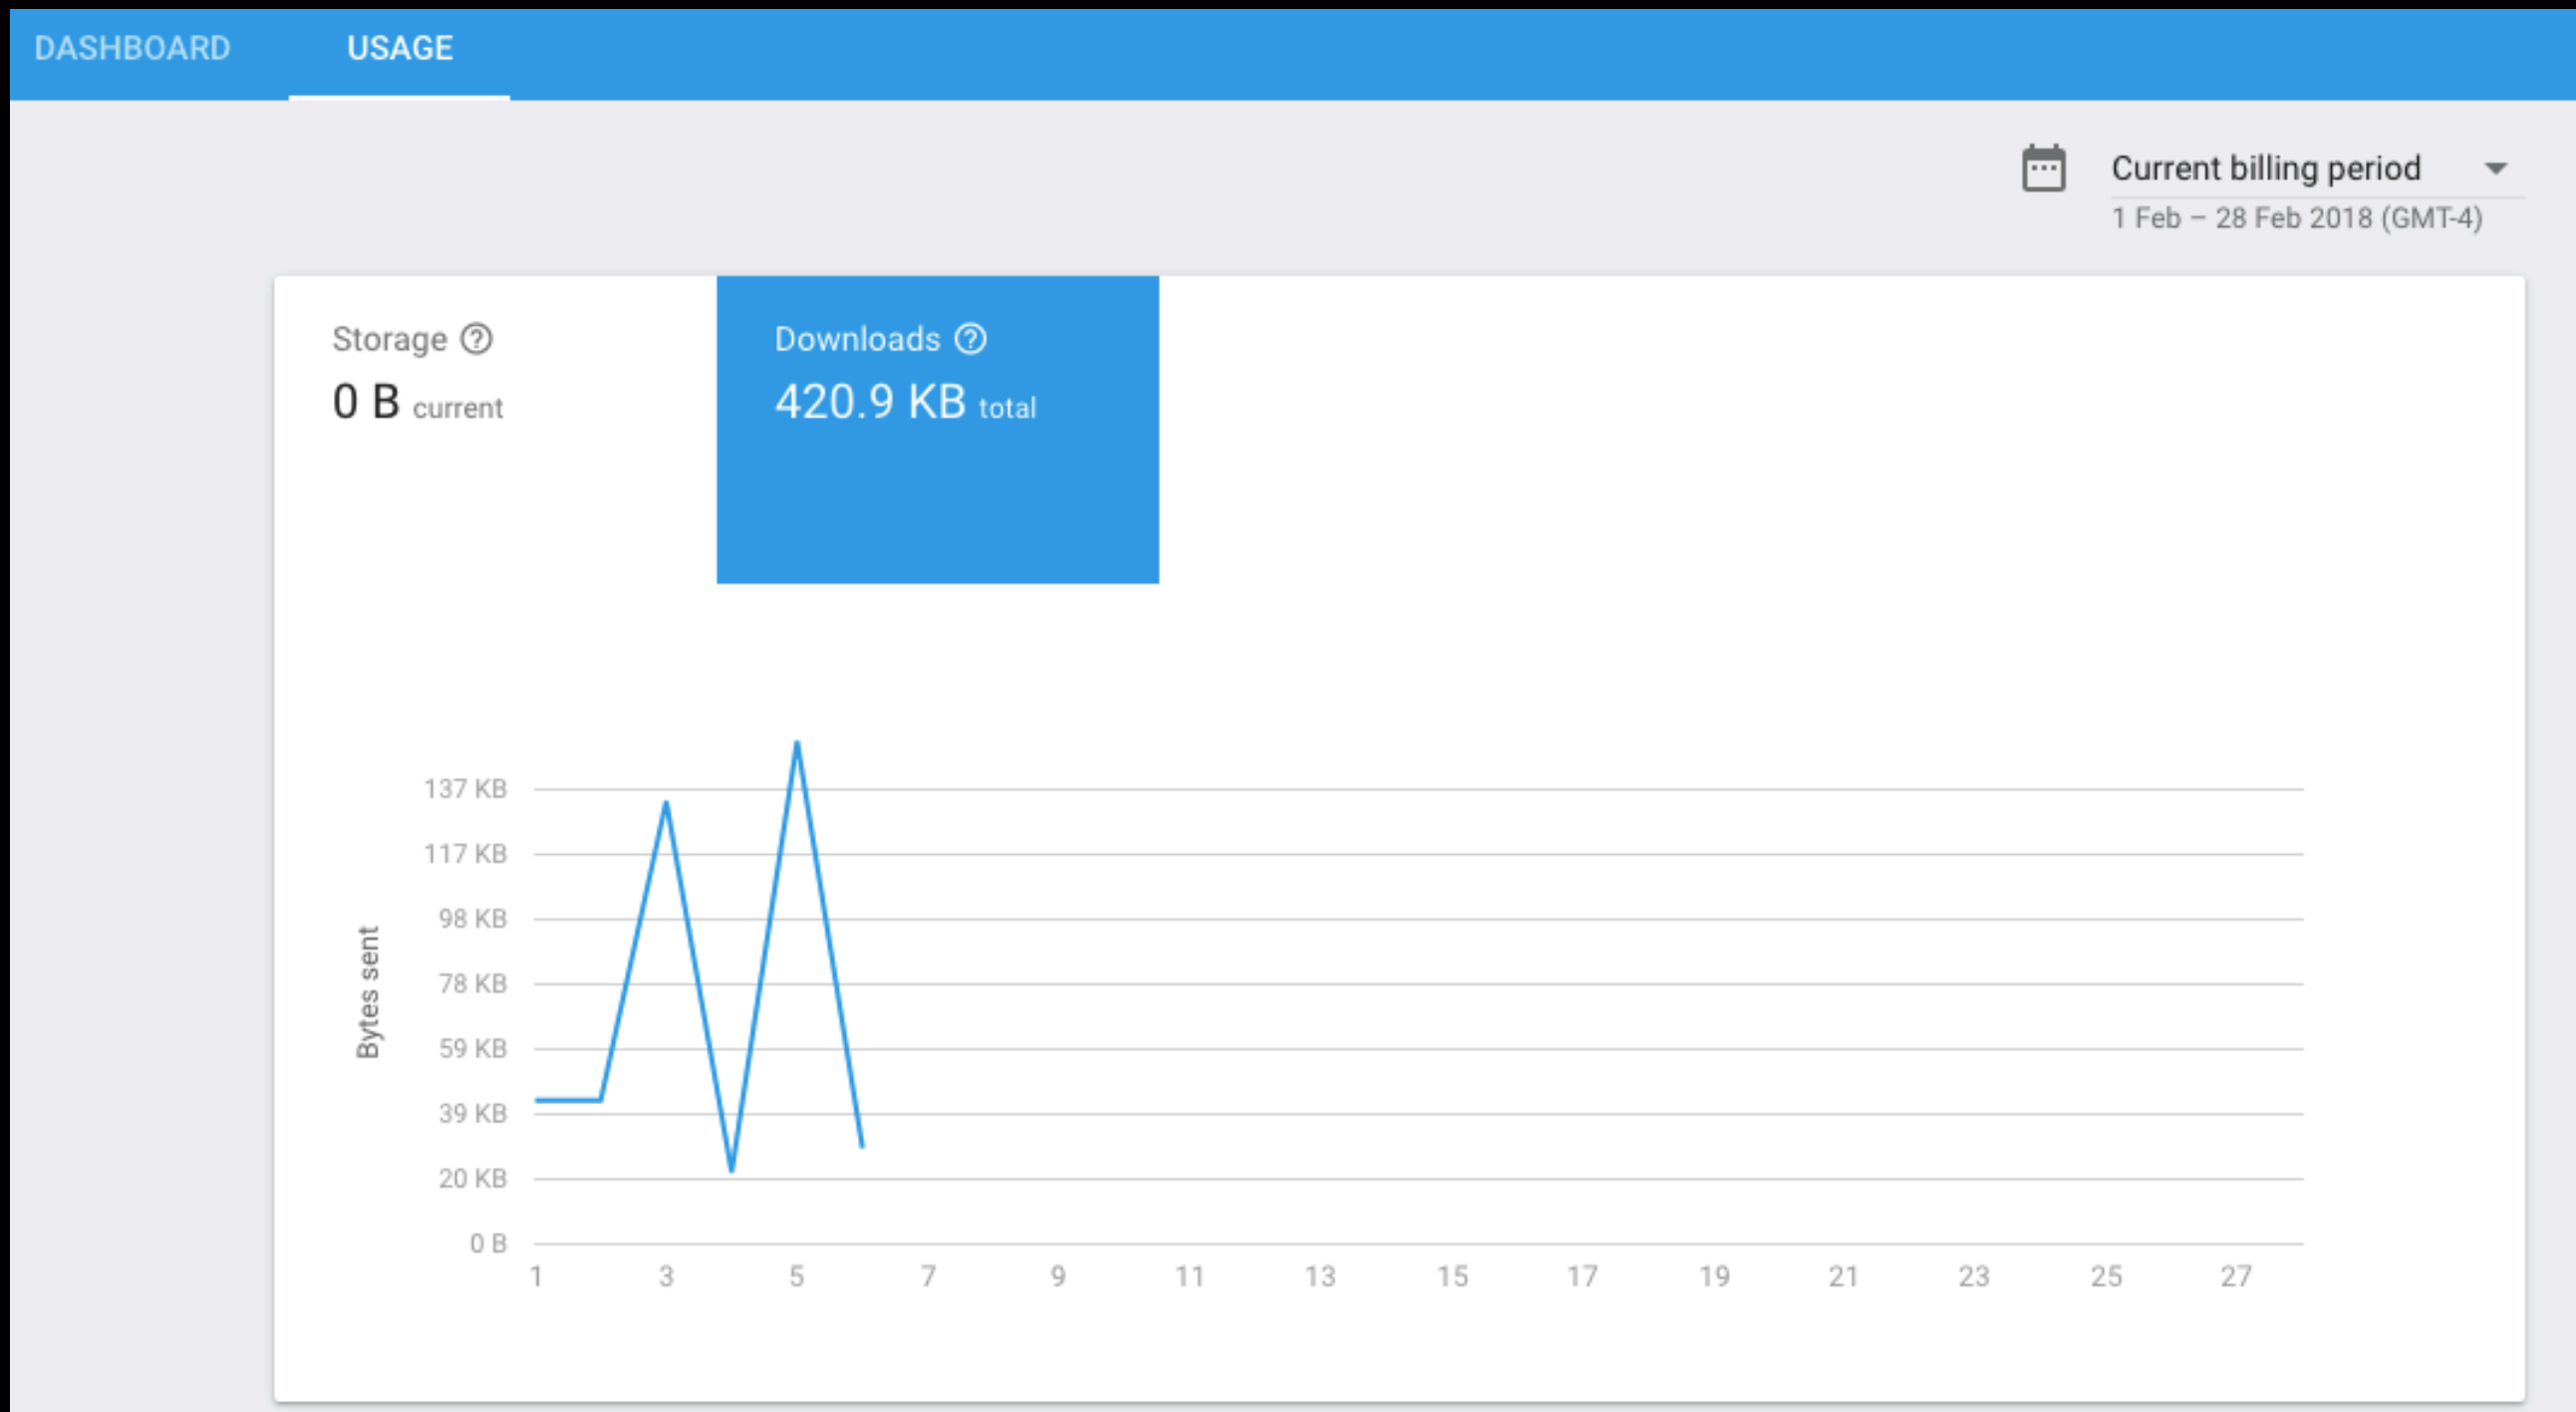 DASHBOARD USAGE
Current billing period
1 Feb – 28 Feb 2018 (GMT-4)
Storage ? Downloads ?
0 B current 420.9 KB total
Bytes sent
137 KB
117 KB
98 KB
78 KB
59 KB
39 KB
20 KB
0 B
1 3 5 7 9 11 13 15 17 19 21 23 25 27